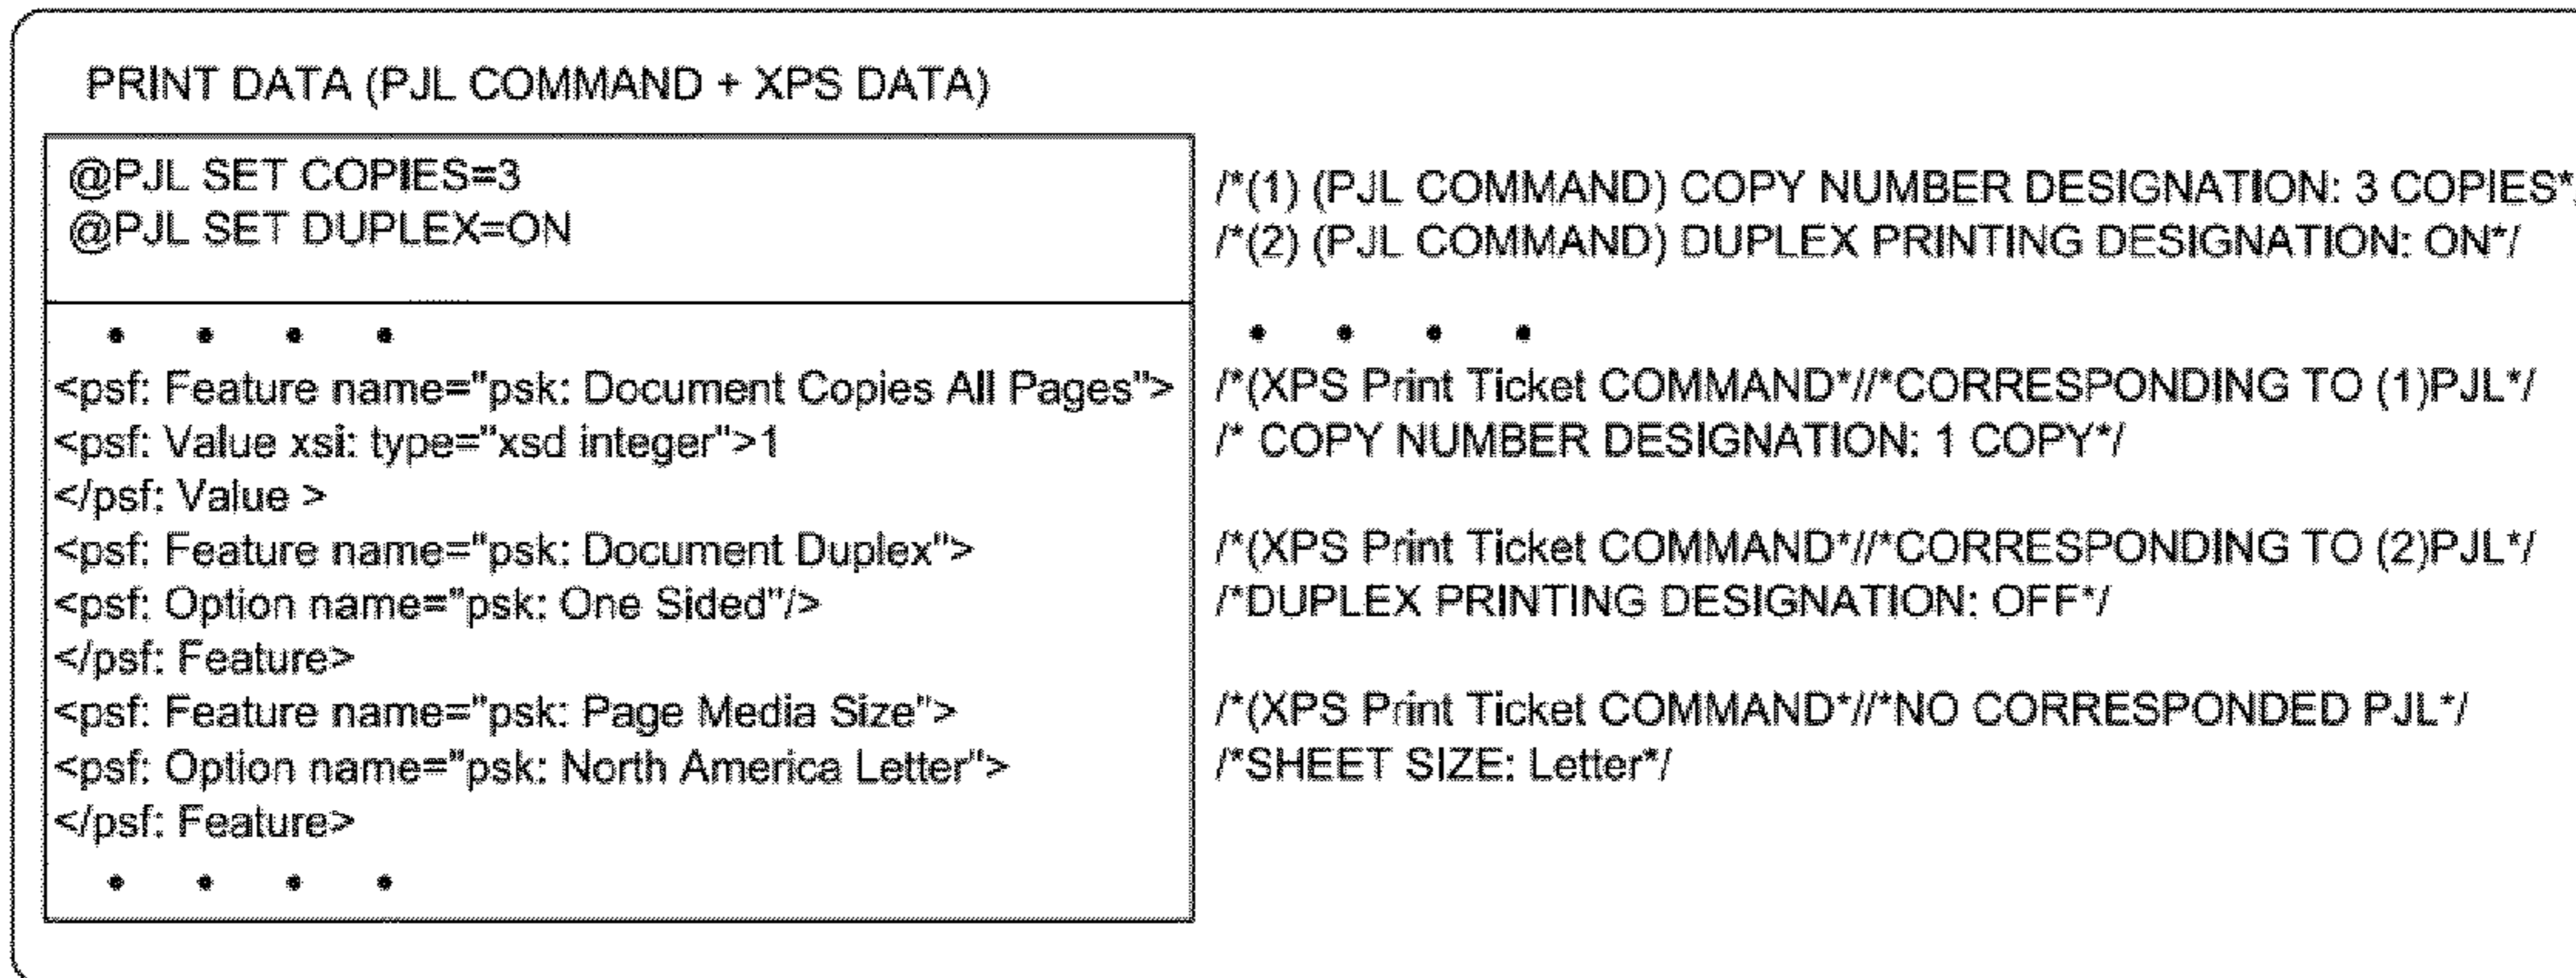 PRINT DATA (PJL COMMAND + XPS DATA)
@PJL SET COPIES=3 /*(1) (PJL COMMAND) COPY NUMBER DESIGNATION: 3 COPIES*
@PJL SET DUPLEX=ON /*(2) (PJL COMMAND) DUPLEX PRINTING DESIGNATION: ON*/
• • • • • • • •
<psf: Feature name="psk: Document Copies All Pages"> /*(XPS Print Ticket COMMAND*//*CORRESPONDING TO (1)PJL*/
<psf: Value xsi: type="xsd integer">1 /* COPY NUMBER DESIGNATION: 1 COPY*/
</psf: Value >
<psf: Feature name="psk: Document Duplex"> /*(XPS Print Ticket COMMAND*//*CORRESPONDING TO (2)PJL*/
<psf: Option name="psk: One Sided"/> /*DUPLEX PRINTING DESIGNATION: OFF*/
</psf: Feature>
<psf: Feature name="psk: Page Media Size"> /*(XPS Print Ticket COMMAND*//*NO CORRESPONDED PJL*/
<psf: Option name="psk: North America Letter"> /*SHEET SIZE: Letter*/
</psf: Feature>
• • • •